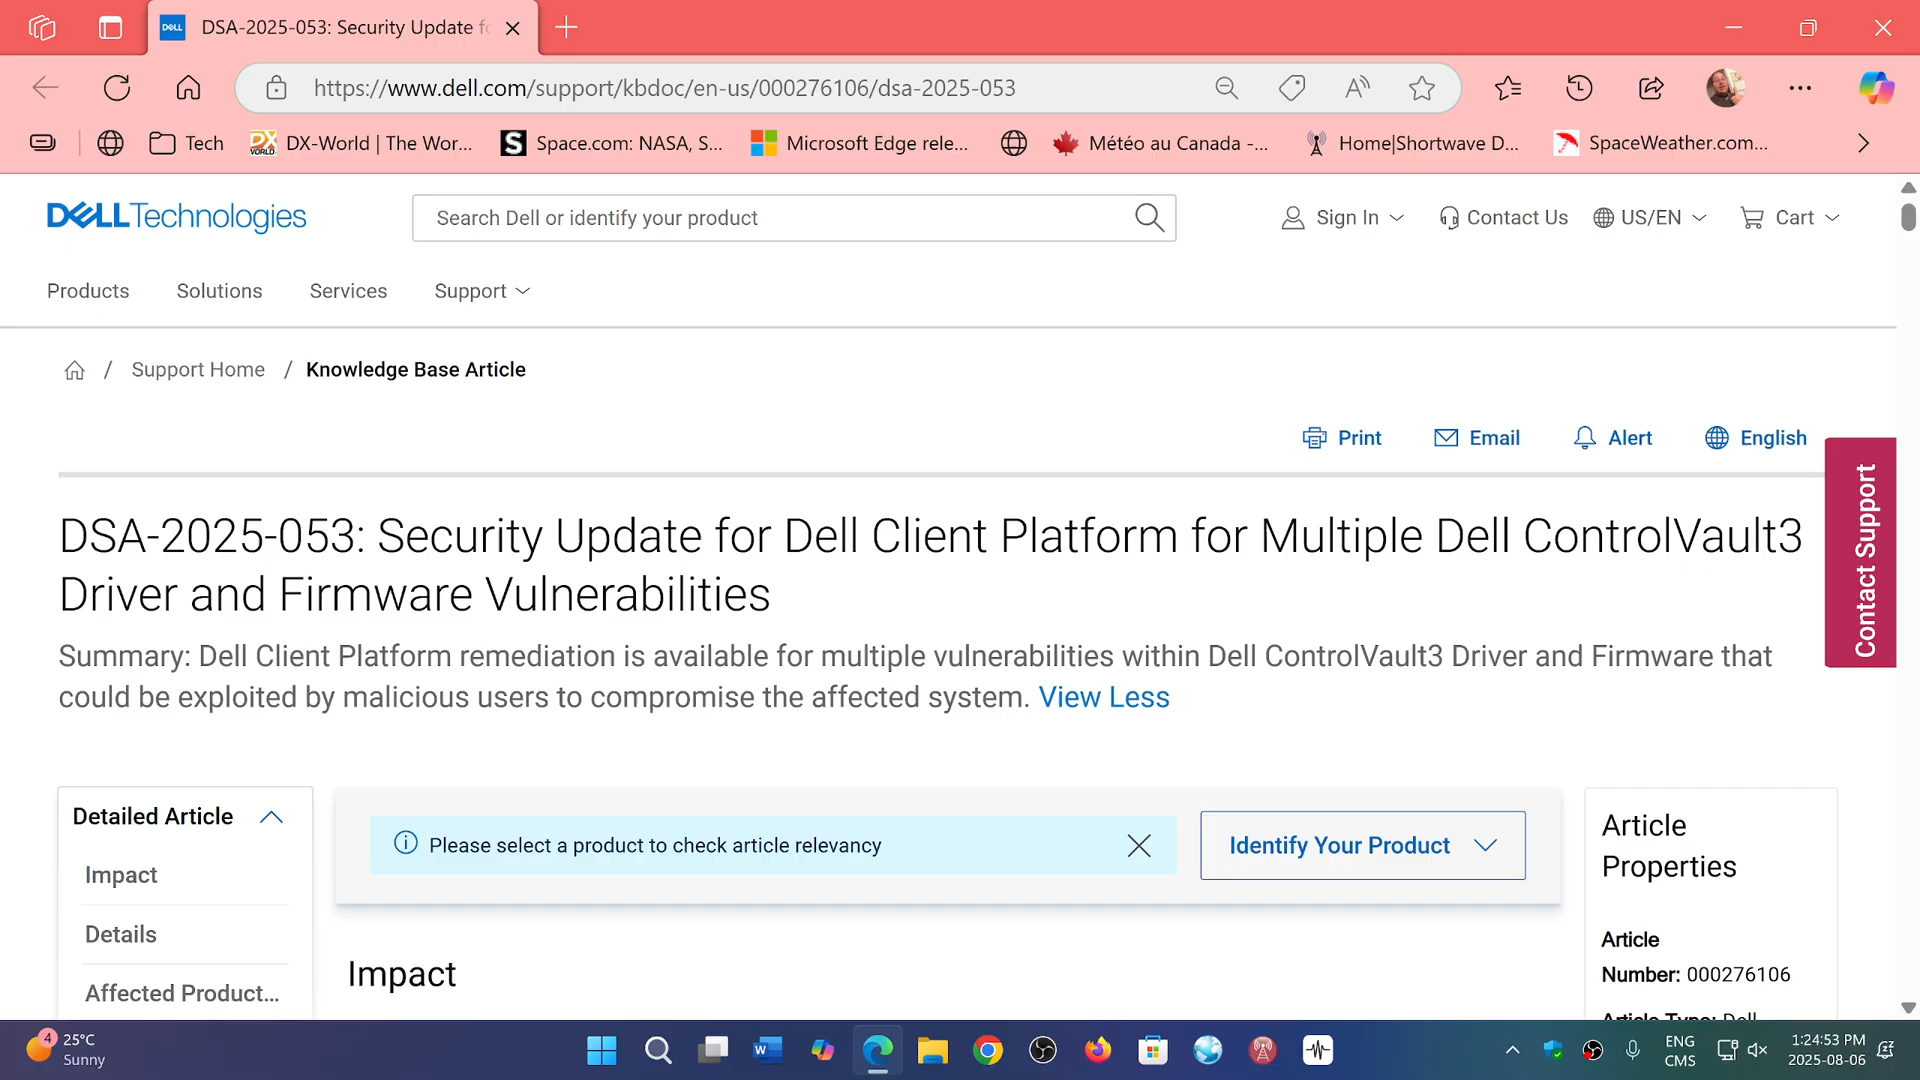 DELL DSA-2025-053: Security Update fo
https://www.dell.com/support/kbdoc/en-us/000276106/dsa-2025-053
Tech DX-World | The Wor... Space.com: NASA, S... Microsoft Edge rele... Météo au Canada -... Home|Shortwave D... SpaceWeather.com...
DELLTechnologies Search Dell or identify your product Sign In Contact Us US/EN Cart
Products Solutions Services Support
/ Support Home / Knowledge Base Article
Print Email Alert English
Contact Support
DSA-2025-053: Security Update for Dell Client Platform for Multiple Dell ControlVault3
Driver and Firmware Vulnerabilities
Summary: Dell Client Platform remediation is available for multiple vulnerabilities within Dell ControlVault3 Driver and Firmware that
could be exploited by malicious users to compromise the affected system. View Less
Detailed Article
Impact
Details
Affected Product...
Please select a product to check article relevancy
Identify Your Product
Impact
Article
Properties
Article
Number: 000276106
Article Type: Dell
4 25°C
Sunny
ENG
CMS
1:24:53 PM
2025-08-06